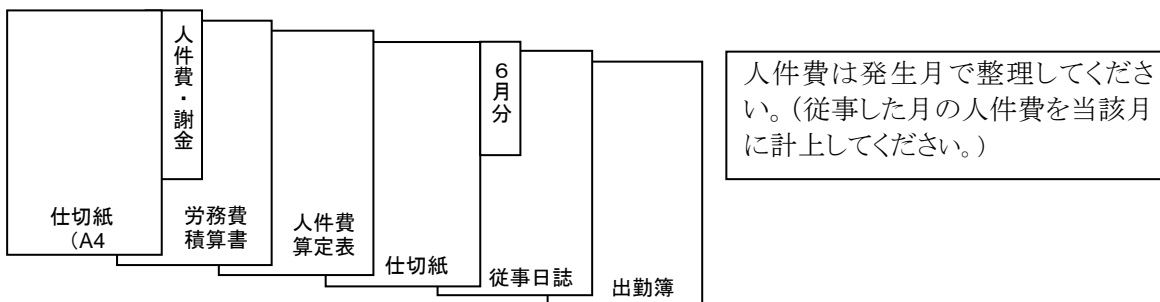 人件費・謝金
6月分
仕切紙
(A4
労務費
積算書
人件費
算定表
仕切紙
従事日誌
出勤簿
人件費は発生月で整理してくださ
い。(従事した月の人件費を当該月
に計上してください。)